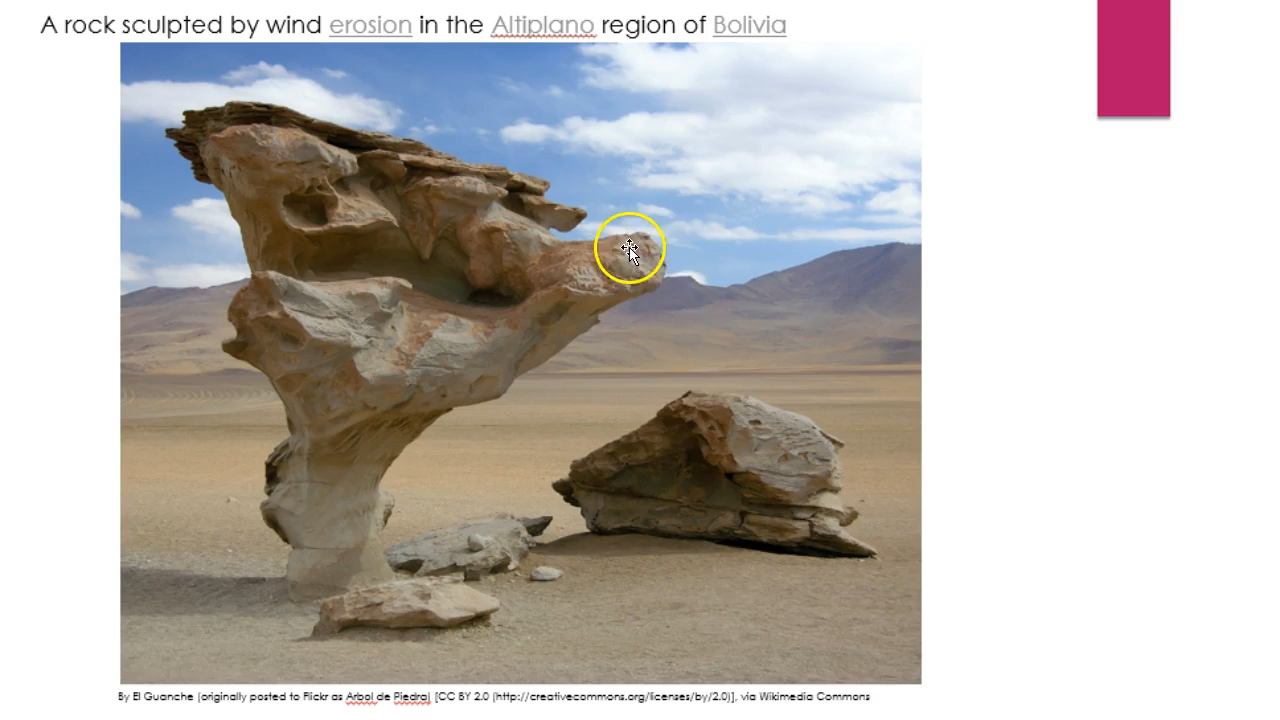 A rock sculpted by wind erosion in the Altiplano region of Bolivia
By El Guanche (originally posted to Flickr as Arbol de Piedra) [CC BY 2.0 (http://creativecommons.org/licenses/by/2.0)], via Wikimedia Commons